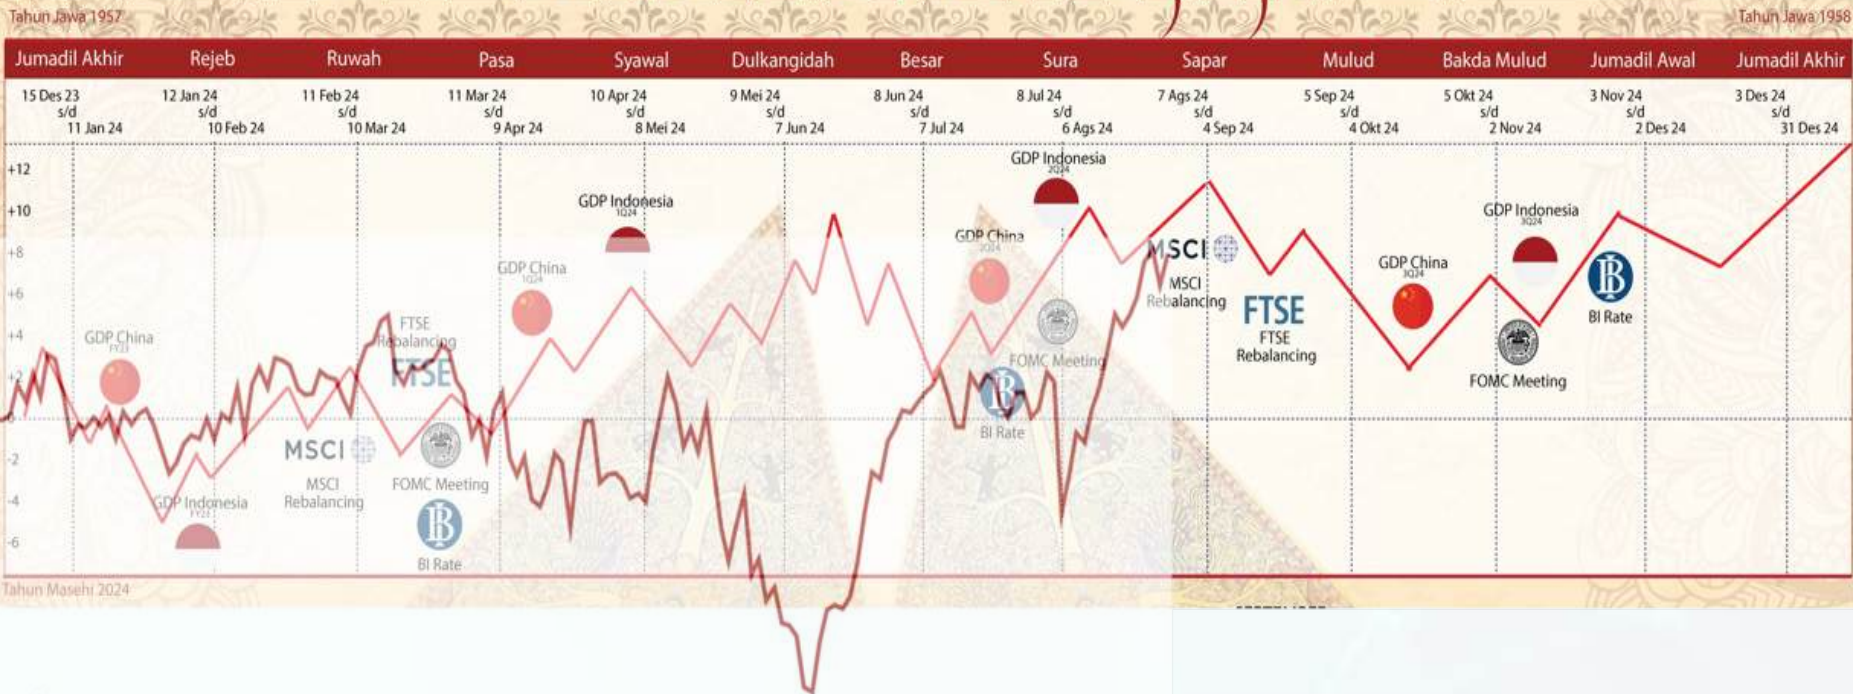 Tahun Jawa 1957
Tahun Jawa 1958
Jumadil Akhir Rejeb Ruwah Pasa Syawal Dulkangidah Besar Sura Sapar Mulud Bakda Mulud Jumadil Awal Jumadil Akhir
15 Des 23
s/d
11 Jan 24
12 Jan 24
s/d
10 Feb 24
11 Feb 24
s/d
10 Mar 24
11 Mar 24
s/d
9 Apr 24
10 Apr 24
s/d
8 Mei 24
9 Mei 24
s/d
7 Jun 24
8 Jun 24
s/d
7 Jul 24
8 Jul 24
s/d
6 Ags 24
7 Ags 24
s/d
4 Sep 24
5 Sep 24
s/d
4 Okt 24
5 Okt 24
s/d
2 Nov 24
3 Nov 24
s/d
2 Des 24
3 Des 24
s/d
31 Des 24
+12
+10
+8
+6
+4
+2
0
-2
-4
-6
GDP China
FY23
GDP Indonesia
FY23
MSCI
MSCI
Rebalancing
FTSE
Rebalancing
FTSE
FOMC Meeting
BI Rate
GDP China
1Q24
GDP Indonesia
1Q24
GDP China
2Q24
BI Rate
GDP Indonesia
2Q24
FOMC Meeting
MSCI
MSCI
Rebalancing
FTSE
FTSE
Rebalancing
GDP China
3Q24
GDP Indonesia
3Q24
FOMC Meeting
BI Rate
Tahun Masehi 2024